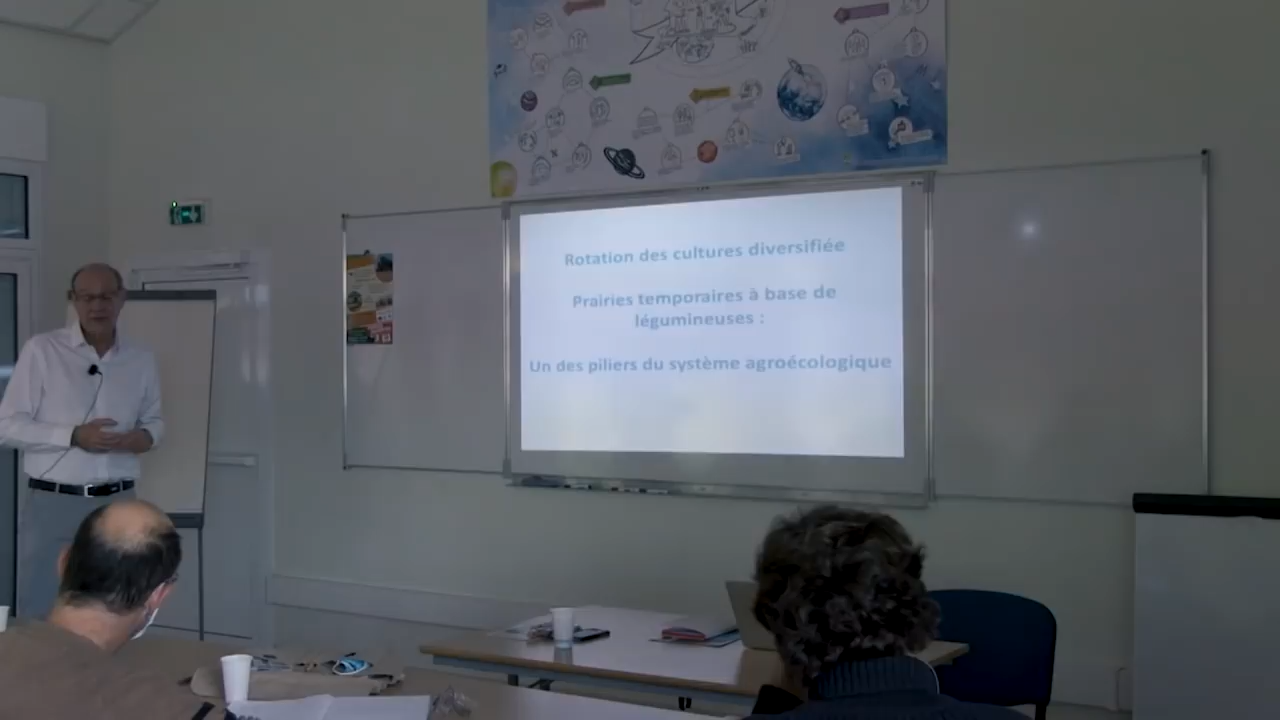 Rotation des cultures diversifiée
Prairies temporaires à base de
légumineuses :
Un des piliers du système agroécologique